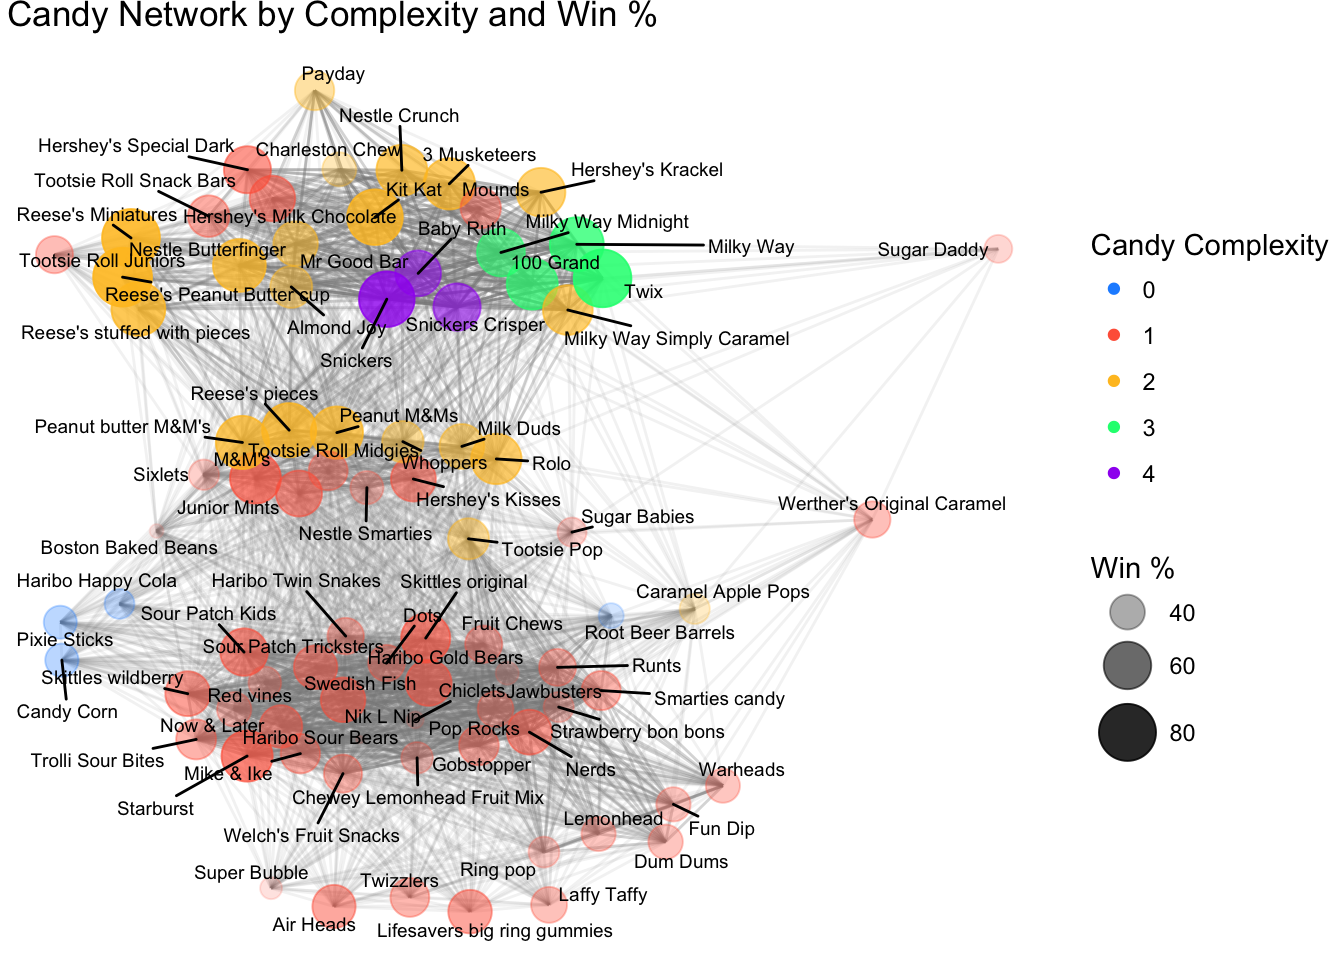 Candy Network by Complexity and Win %
Payday
Nestle Crunch
Hershey's Special Dark
Charleston Chew
3 Musketeers
Hershey's Krackel
Tootsie Roll Snack Bars
Kit Kat
Mounds
Reese's Miniatures
Hershey's Milk Chocolate
Milky Way Midnight
Baby Ruth
Milky Way
Sugar Daddy
Nestle Butterfinger
Tootsie Roll Juniors
Mr Good Bar
100 Grand
Twix
Reese's Peanut Butter cup
Almond Joy
Snickers Crisper
Reese's stuffed with pieces
Milky Way Simply Caramel
Snickers
Reese's pieces
Peanut M&Ms
Peanut butter M&M's
Milk Duds
Tootsie Roll Midgies
M&M's
Whoppers
Rolo
Sixlets
Hershey's Kisses
Junior Mints
Werther's Original Caramel
Sugar Babies
Nestle Smarties
Boston Baked Beans
Tootsie Pop
Haribo Happy Cola
Haribo Twin Snakes
Skittles original
Caramel Apple Pops
Sour Patch Kids
Dots
Fruit Chews
Root Beer Barrels
Pixie Sticks
Sour Patch Tricksters
Haribo Gold Bears
Runts
Skittles wildberry
Swedish Fish
Red vines
Chiclets
Jawbusters
Smarties candy
Candy Corn
Nik L Nip
Now & Later
Pop Rocks
Strawberry bon bons
Haribo Sour Bears
Trolli Sour Bites
Mike & Ike
Gobstopper
Nerds
Warheads
Chewey Lemonhead Fruit Mix
Starburst
Lemonhead
Fun Dip
Welch's Fruit Snacks
Dum Dums
Super Bubble
Ring pop
Twizzlers
Laffy Taffy
Air Heads
Lifesavers big ring gummies
Candy Complexity
0
1
2
3
4
Win %
40
60
80